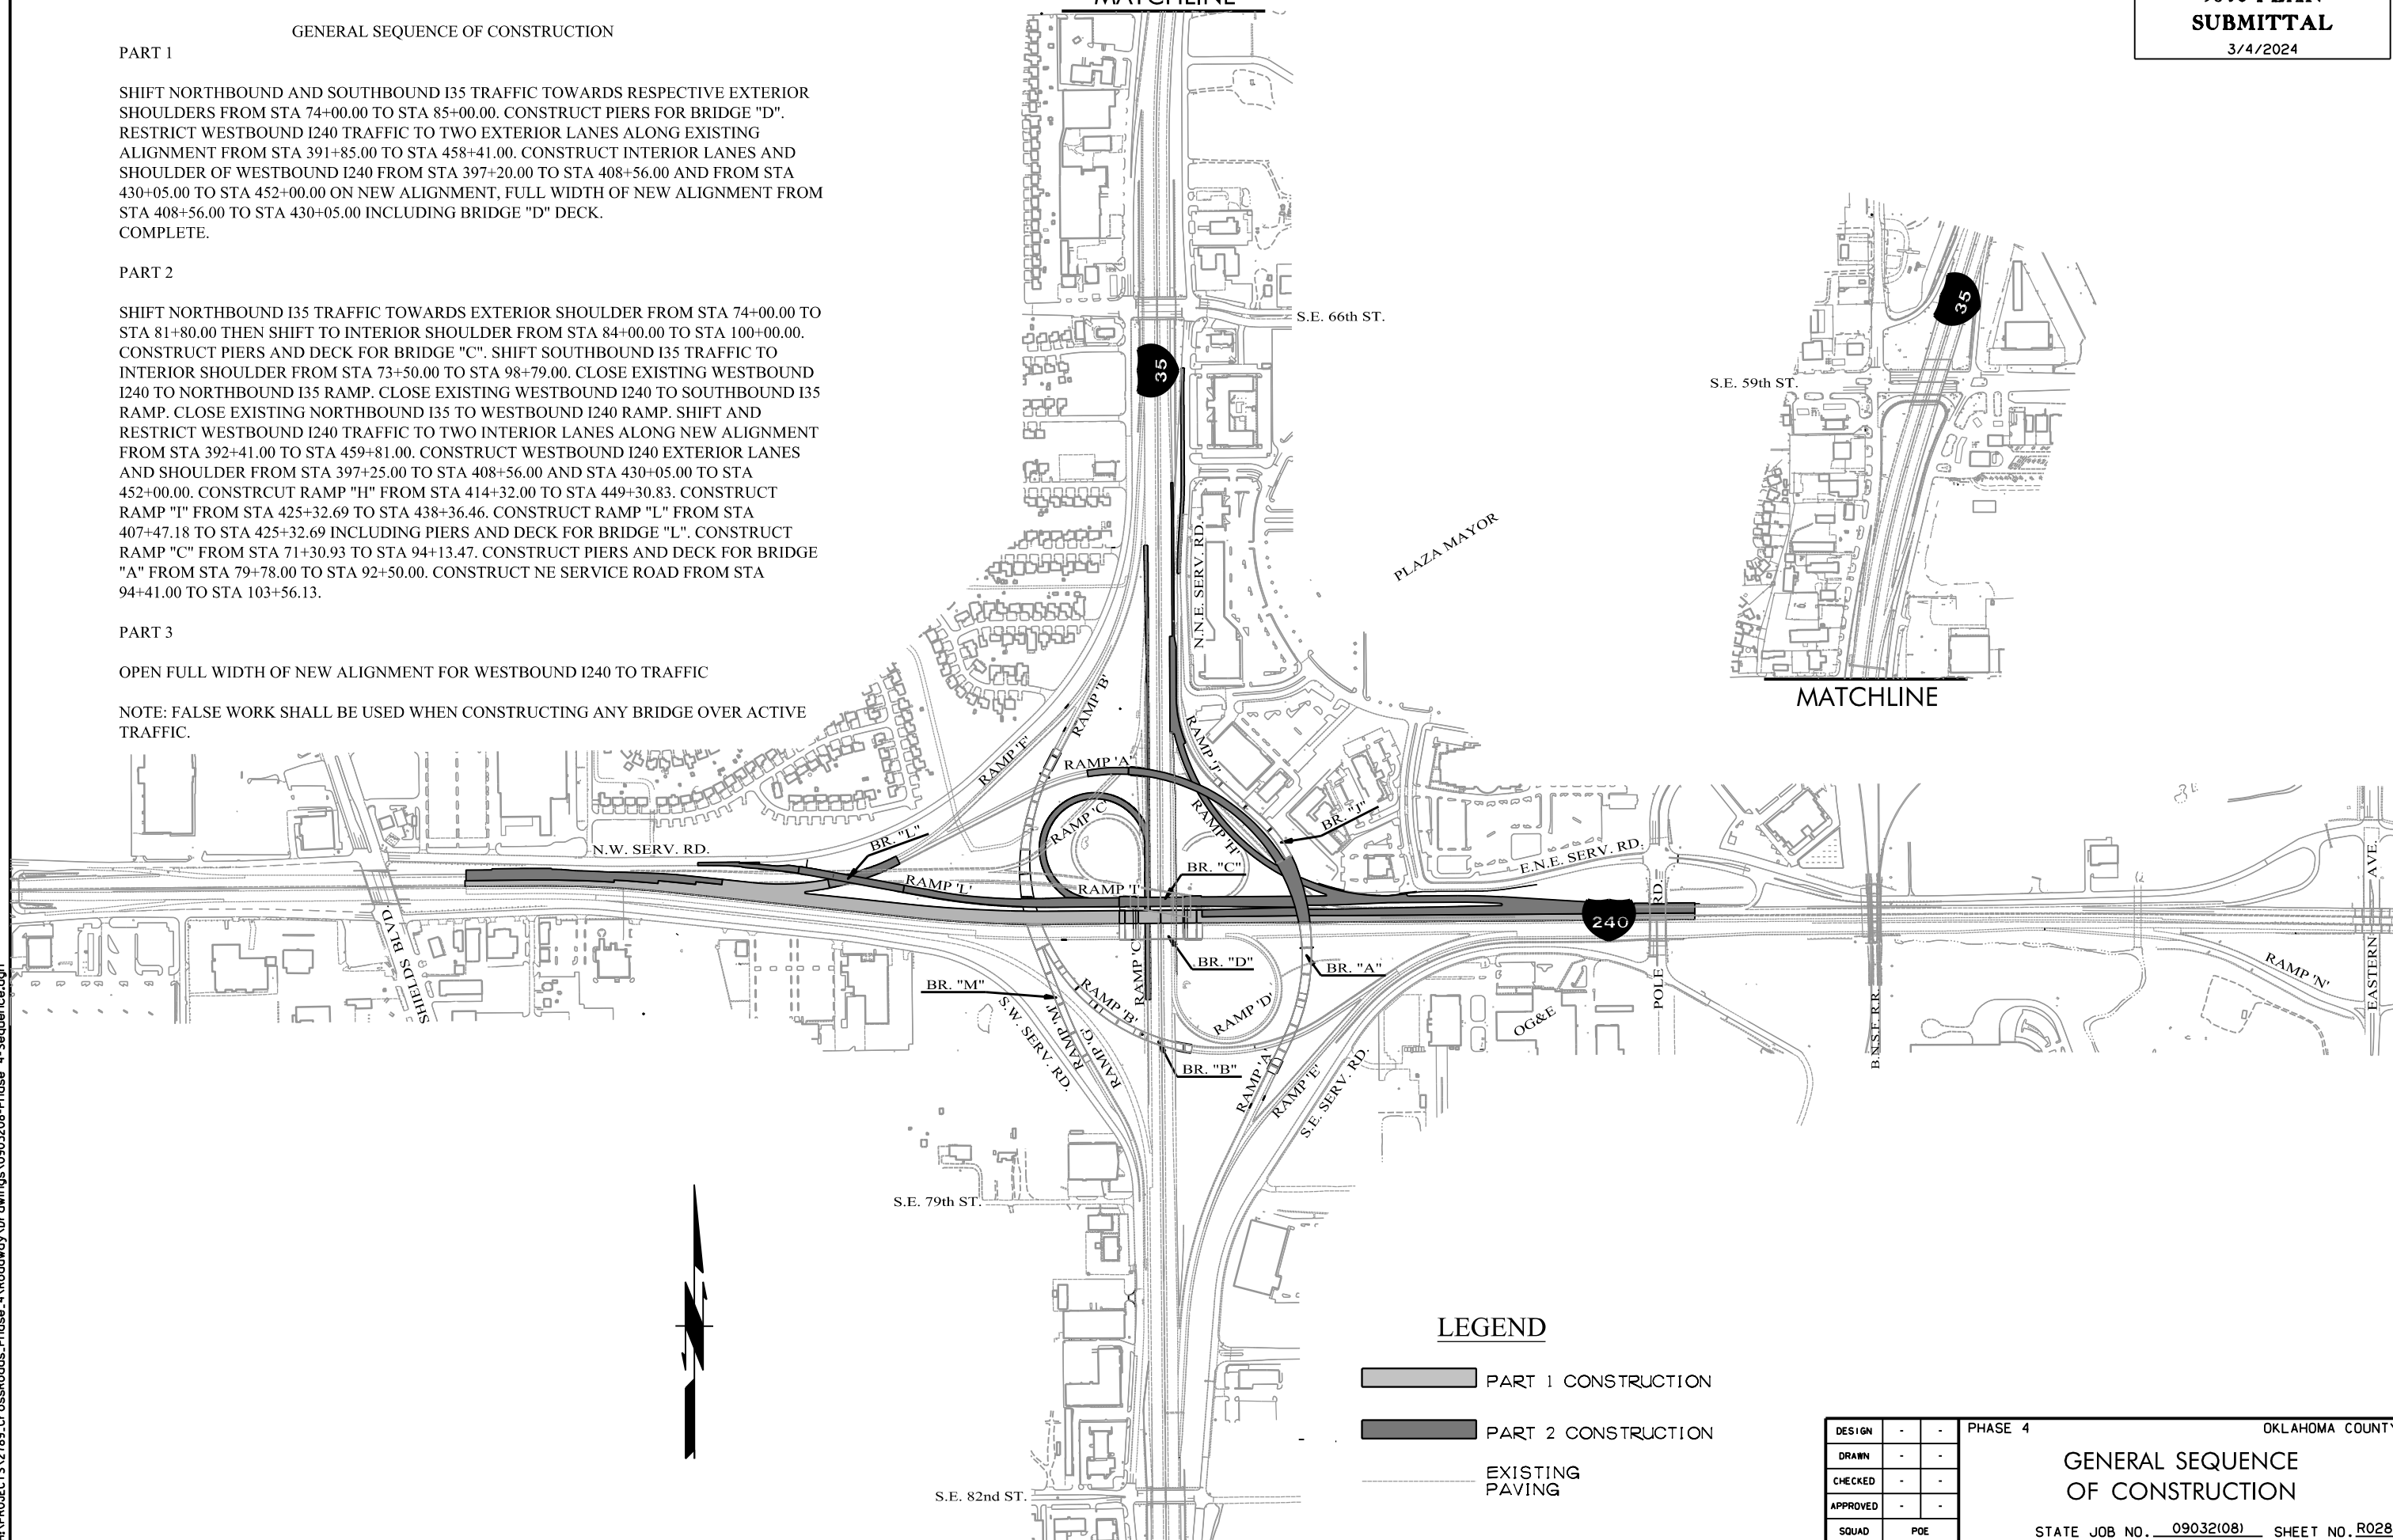 GENERAL SEQUENCE OF CONSTRUCTION
PART 1
SHIFT NORTHBOUND AND SOUTHBOUND I35 TRAFFIC TOWARDS RESPECTIVE EXTERIOR
SHOULDERS FROM STA 74+00.00 TO STA 85+00.00. CONSTRUCT PIERS FOR BRIDGE "D".
RESTRICT WESTBOUND I240 TRAFFIC TO TWO EXTERIOR LANES ALONG EXISTING
ALIGNMENT FROM STA 391+85.00 TO STA 458+41.00. CONSTRUCT INTERIOR LANES AND
SHOULDER OF WESTBOUND I240 FROM STA 397+20.00 TO STA 408+56.00 AND FROM STA
430+05.00 TO STA 452+00.00 ON NEW ALIGNMENT, FULL WIDTH OF NEW ALIGNMENT FROM
STA 408+56.00 TO STA 430+05.00 INCLUDING BRIDGE "D" DECK.
COMPLETE.
PART 2
SHIFT NORTHBOUND I35 TRAFFIC TOWARDS EXTERIOR SHOULDER FROM STA 74+00.00 TO
STA 81+80.00 THEN SHIFT TO INTERIOR SHOULDER FROM STA 84+00.00 TO STA 100+00.00.
CONSTRUCT PIERS AND DECK FOR BRIDGE "C". SHIFT SOUTHBOUND I35 TRAFFIC TO
INTERIOR SHOULDER FROM STA 73+50.00 TO STA 98+79.00. CLOSE EXISTING WESTBOUND
I240 TO NORTHBOUND I35 RAMP. CLOSE EXISTING WESTBOUND I240 TO SOUTHBOUND I35
RAMP. CLOSE EXISTING NORTHBOUND I35 TO WESTBOUND I240 RAMP. SHIFT AND
RESTRICT WESTBOUND I240 TRAFFIC TO TWO INTERIOR LANES ALONG NEW ALIGNMENT
FROM STA 392+41.00 TO STA 459+81.00. CONSTRUCT WESTBOUND I240 EXTERIOR LANES
AND SHOULDER FROM STA 397+25.00 TO STA 408+56.00 AND STA 430+05.00 TO STA
452+00.00. CONSTRCUT RAMP "H" FROM STA 414+32.00 TO STA 449+30.83. CONSTRUCT
RAMP "I" FROM STA 425+32.69 TO STA 438+36.46. CONSTRUCT RAMP "L" FROM STA
407+47.18 TO STA 425+32.69 INCLUDING PIERS AND DECK FOR BRIDGE "L". CONSTRUCT
RAMP "C" FROM STA 71+30.93 TO STA 94+13.47. CONSTRUCT PIERS AND DECK FOR BRIDGE
"A" FROM STA 79+78.00 TO STA 92+50.00. CONSTRUCT NE SERVICE ROAD FROM STA
94+41.00 TO STA 103+56.13.
PART 3
OPEN FULL WIDTH OF NEW ALIGNMENT FOR WESTBOUND I240 TO TRAFFIC
NOTE: FALSE WORK SHALL BE USED WHEN CONSTRUCTING ANY BRIDGE OVER ACTIVE
TRAFFIC.
MATCHLINE
PLAN
SUBMITTAL
3/4/2024
S.E. 66th ST.
35
N.N.E. SERV. RD.
PLAZA MAYOR
35
S.E. 59th ST.
MATCHLINE
RAMP 'B'
RAMP 'F'
RAMP 'A'
RAMP 'J'
RAMP 'C'
RAMP 'H'
BR. "J"
BR. "L"
N.W. SERV. RD.
BR. "C"
E.N.E. SERV. RD.
RAMP 'L'
RAMP 'I'
240
POLE RD.
EASTERN AVE.
SHIELDS BLVD.
RAMP 'C'
BR. "D"
BR. "A"
BR. "M"
RAMP 'B'
RAMP 'D'
OG&E
RAMP 'N'
B.N.S.F. R.R.
S.W. SERV. RD.
RAMP 'M'
RAMP 'G'
BR. "B"
RAMP 'A'
RAMP 'E'
S.E. SERV. RD.
S.E. 79th ST.
S.E. 82nd ST.
LEGEND
PART 1 CONSTRUCTION
PART 2 CONSTRUCTION
EXISTING
PAVING
DESIGN - -
DRAWN - -
CHECKED - -
APPROVED - -
SQUAD POE
PHASE 4 OKLAHOMA COUNTY
GENERAL SEQUENCE
OF CONSTRUCTION
STATE JOB NO. 09032(08) SHEET NO. R028